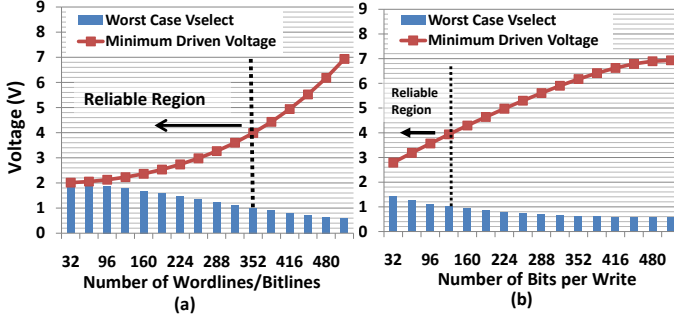 Worst Case Vselect
Minimum Driven Voltage
Reliable Region
Voltage (V)
9
8
7
6
5
4
3
2
1
0
32 96 160 224 288 352 416 480
Number of Wordlines/Bitlines
(a)
Worst Case Vselect
Minimum Driven Voltage
Reliable
Region
9
8
7
6
5
4
3
2
1
0
32 96 160 224 288 352 416 480
Number of Bits per Write
(b)